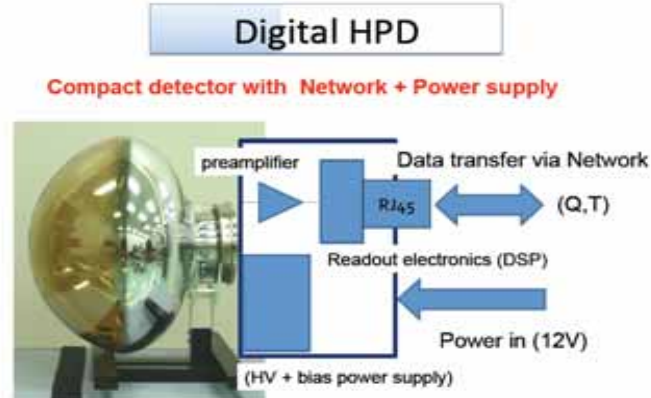 Digital HPD
Compact detector with Network + Power supply
preamplifier
Data transfer via Network
RJ45
(Q,T)
Readout electronics (DSP)
Power in (12V)
(HV + bias power supply)